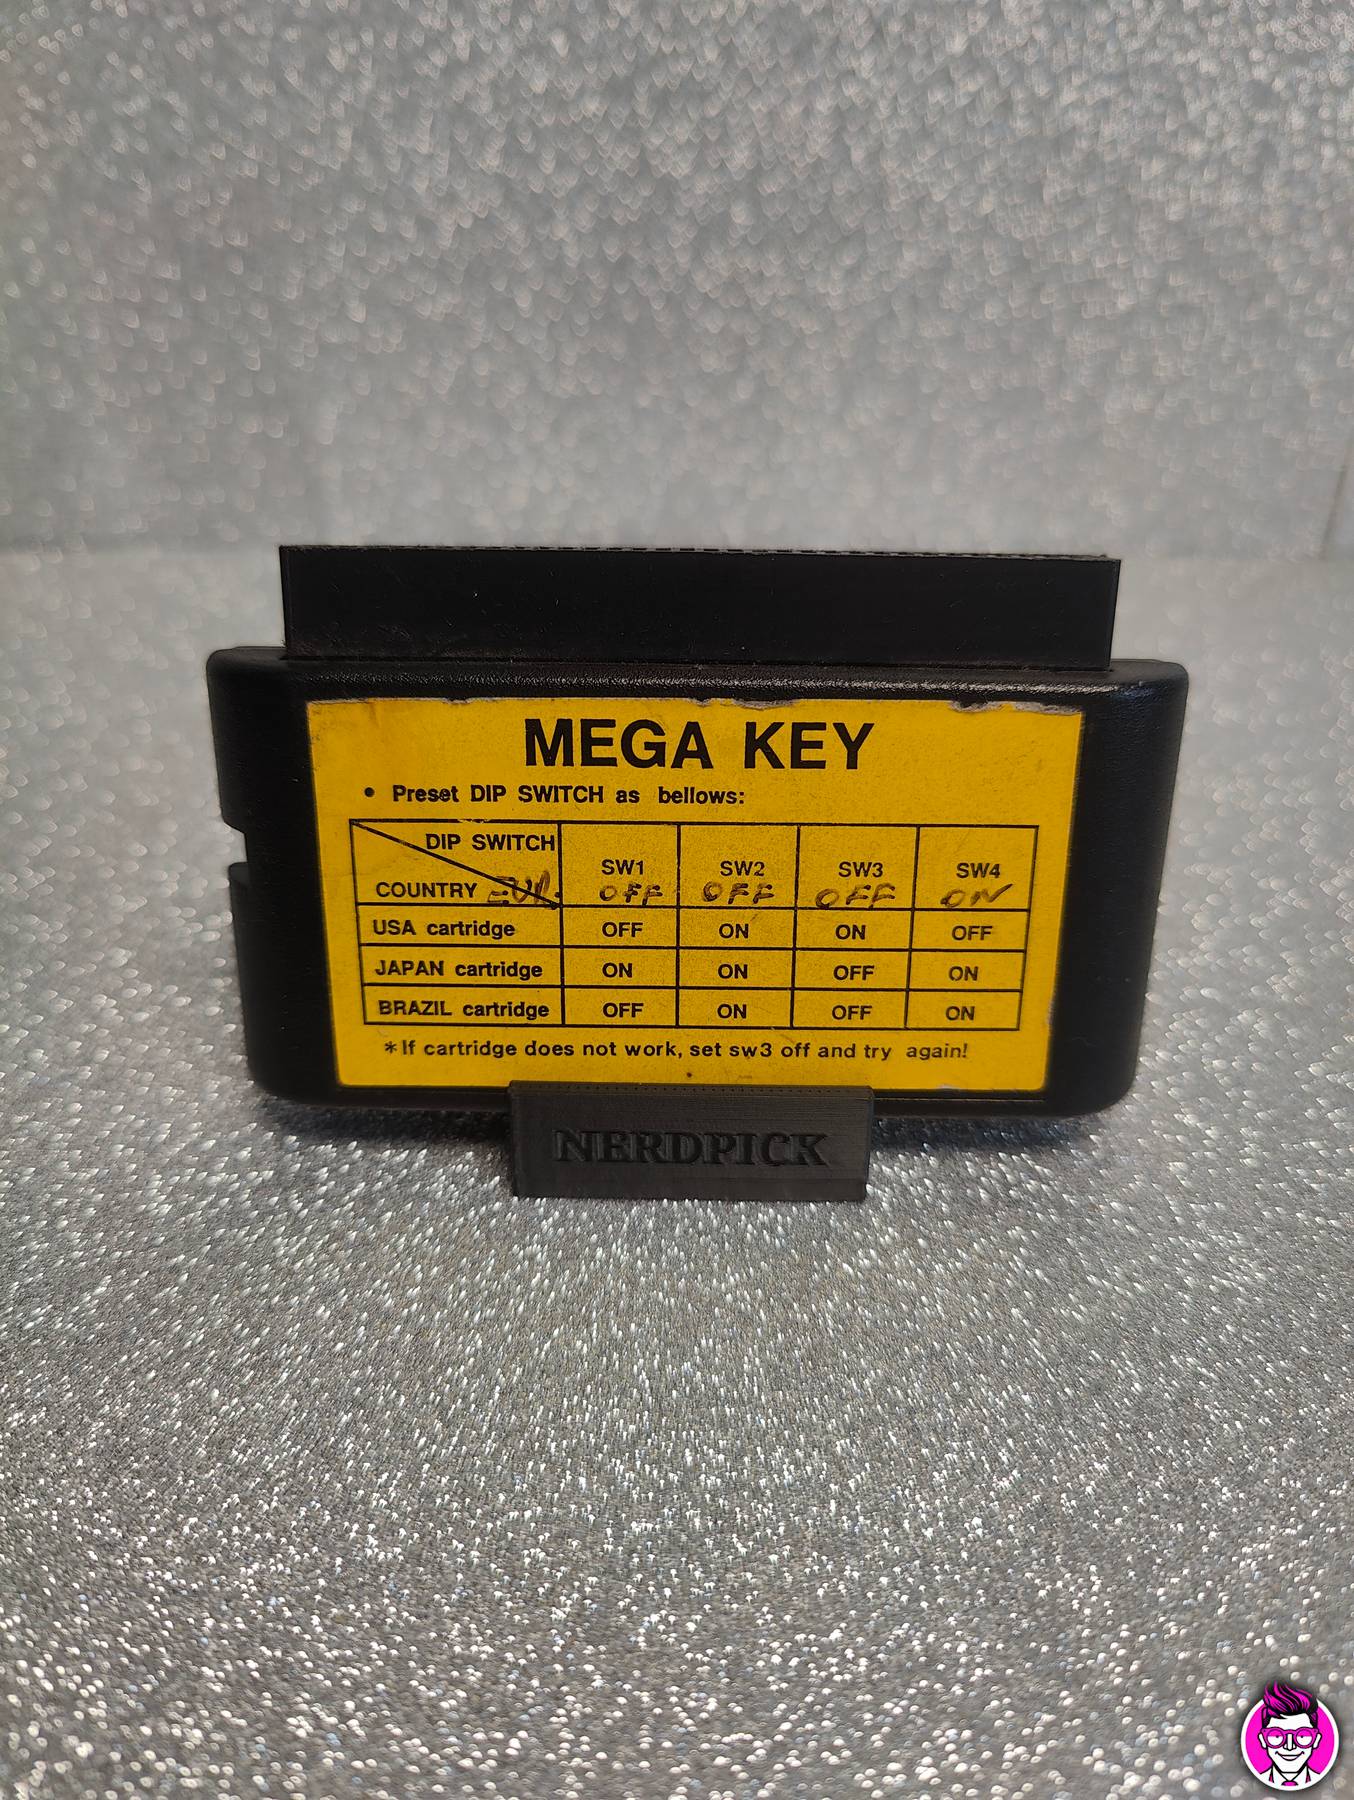 MEGA KEY
• Preset DIP SWITCH as bellows:
DIP SWITCH SW1 SW2 SW3 SW4
COUNTRY EUR. OFF OFF OFF ON
USA cartridge OFF ON ON OFF
JAPAN cartridge ON ON OFF ON
BRAZIL cartridge OFF ON OFF ON
*If cartridge does not work, set sw3 off and try again!
NERDPICK